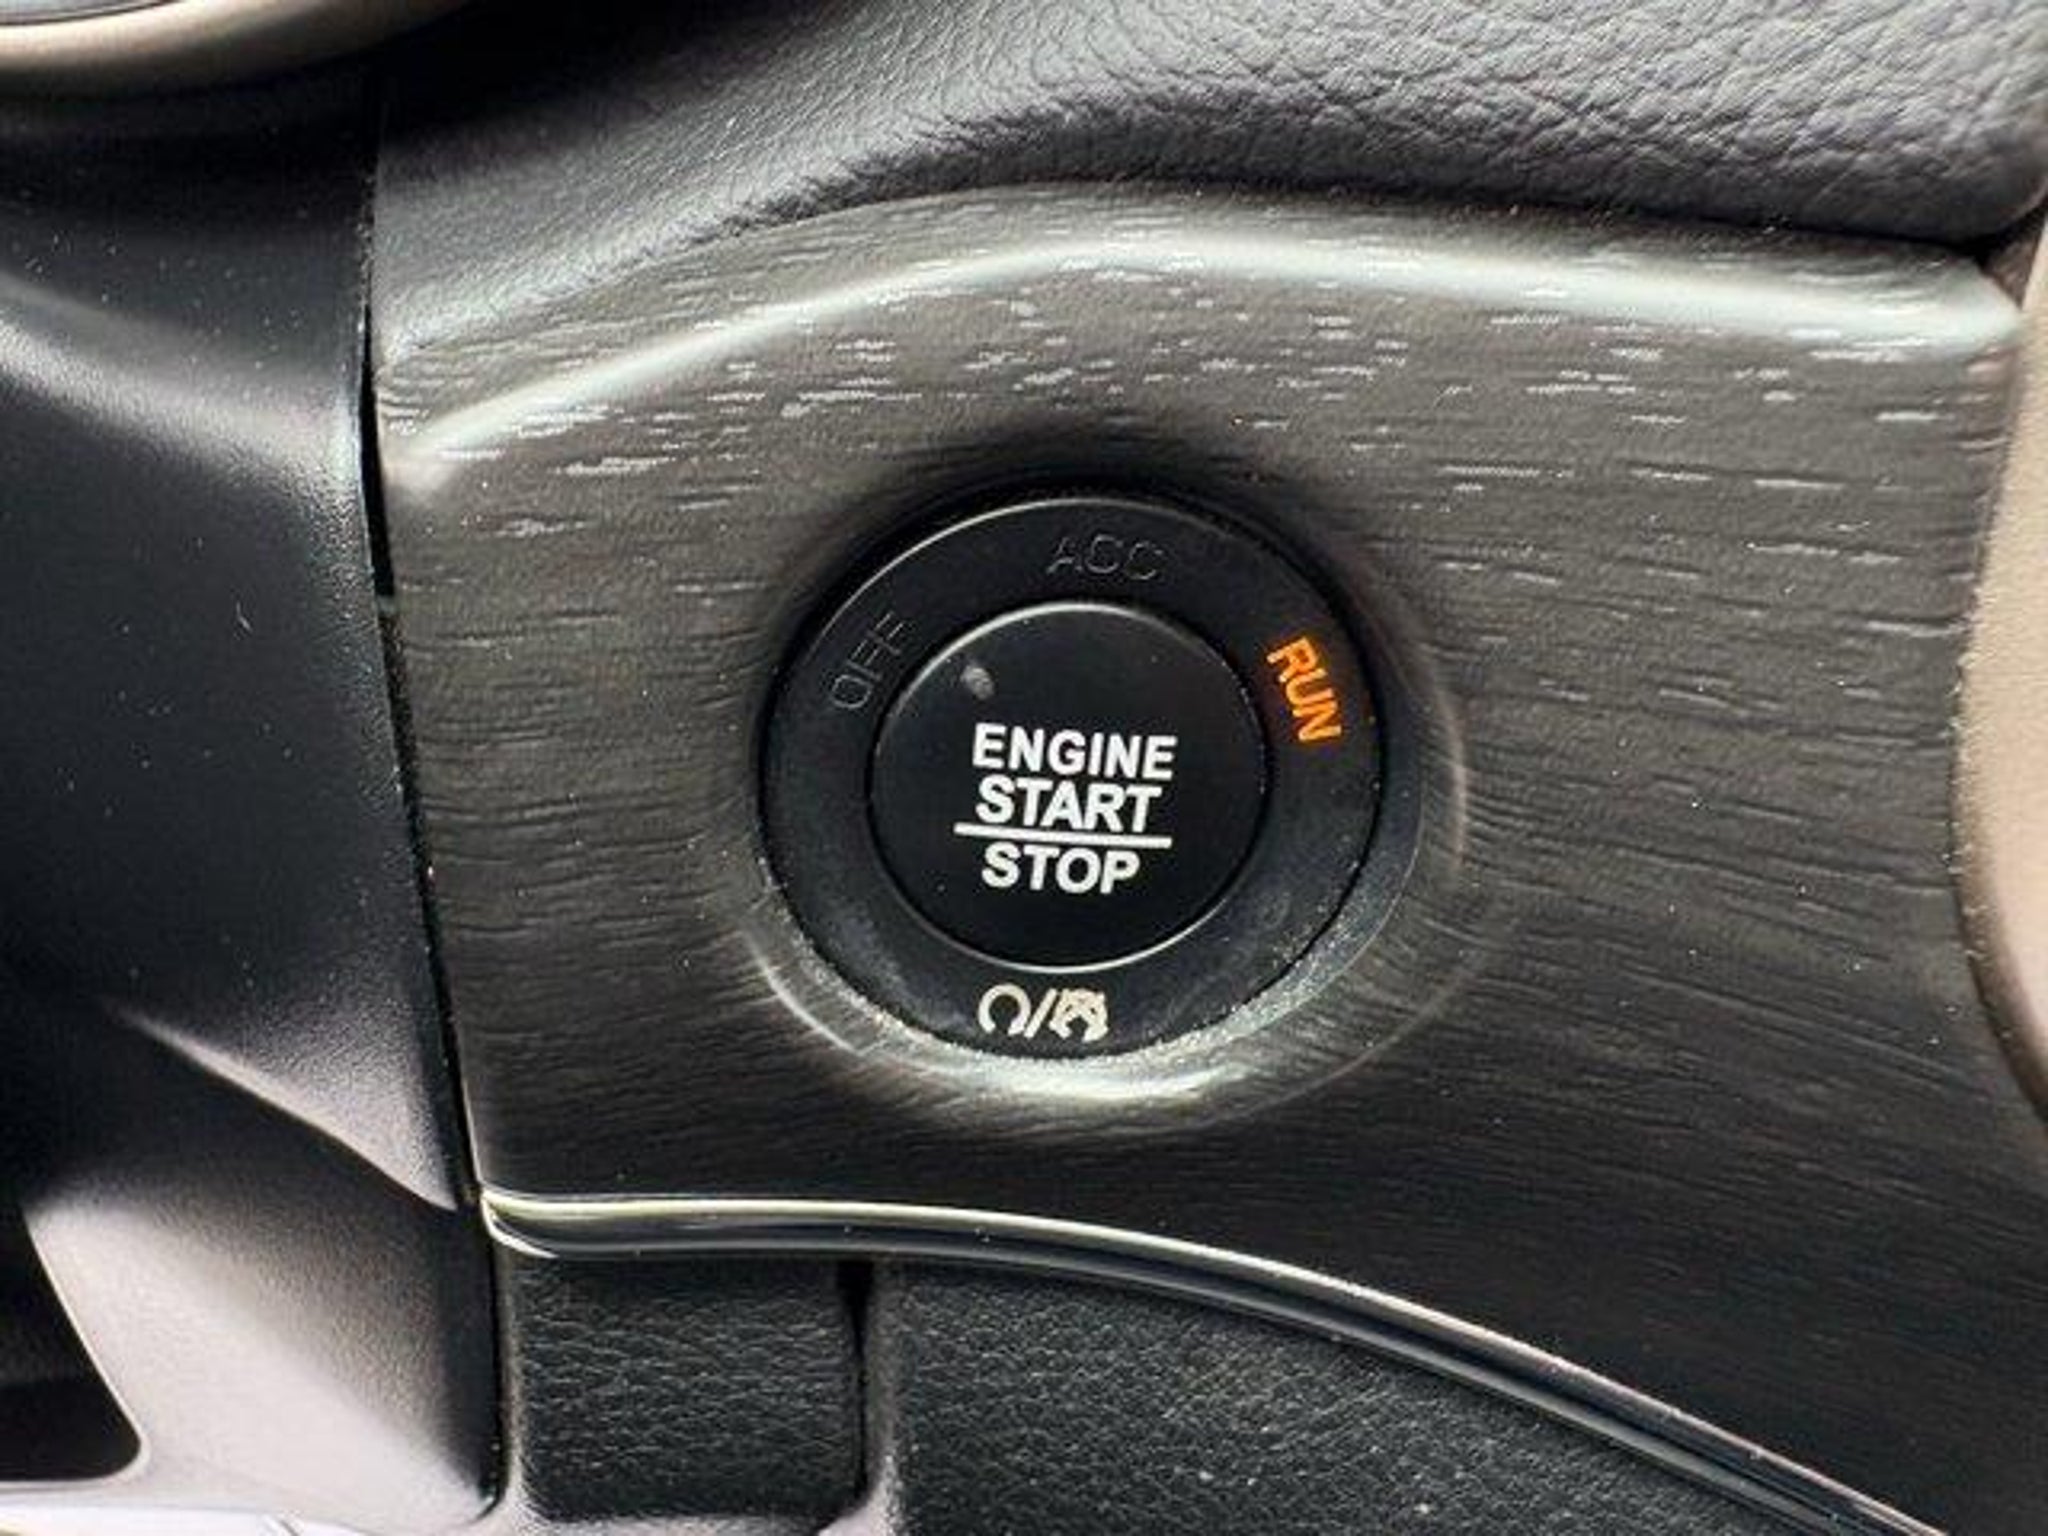 ACC
OFF
RUN
ENGINE
START
STOP